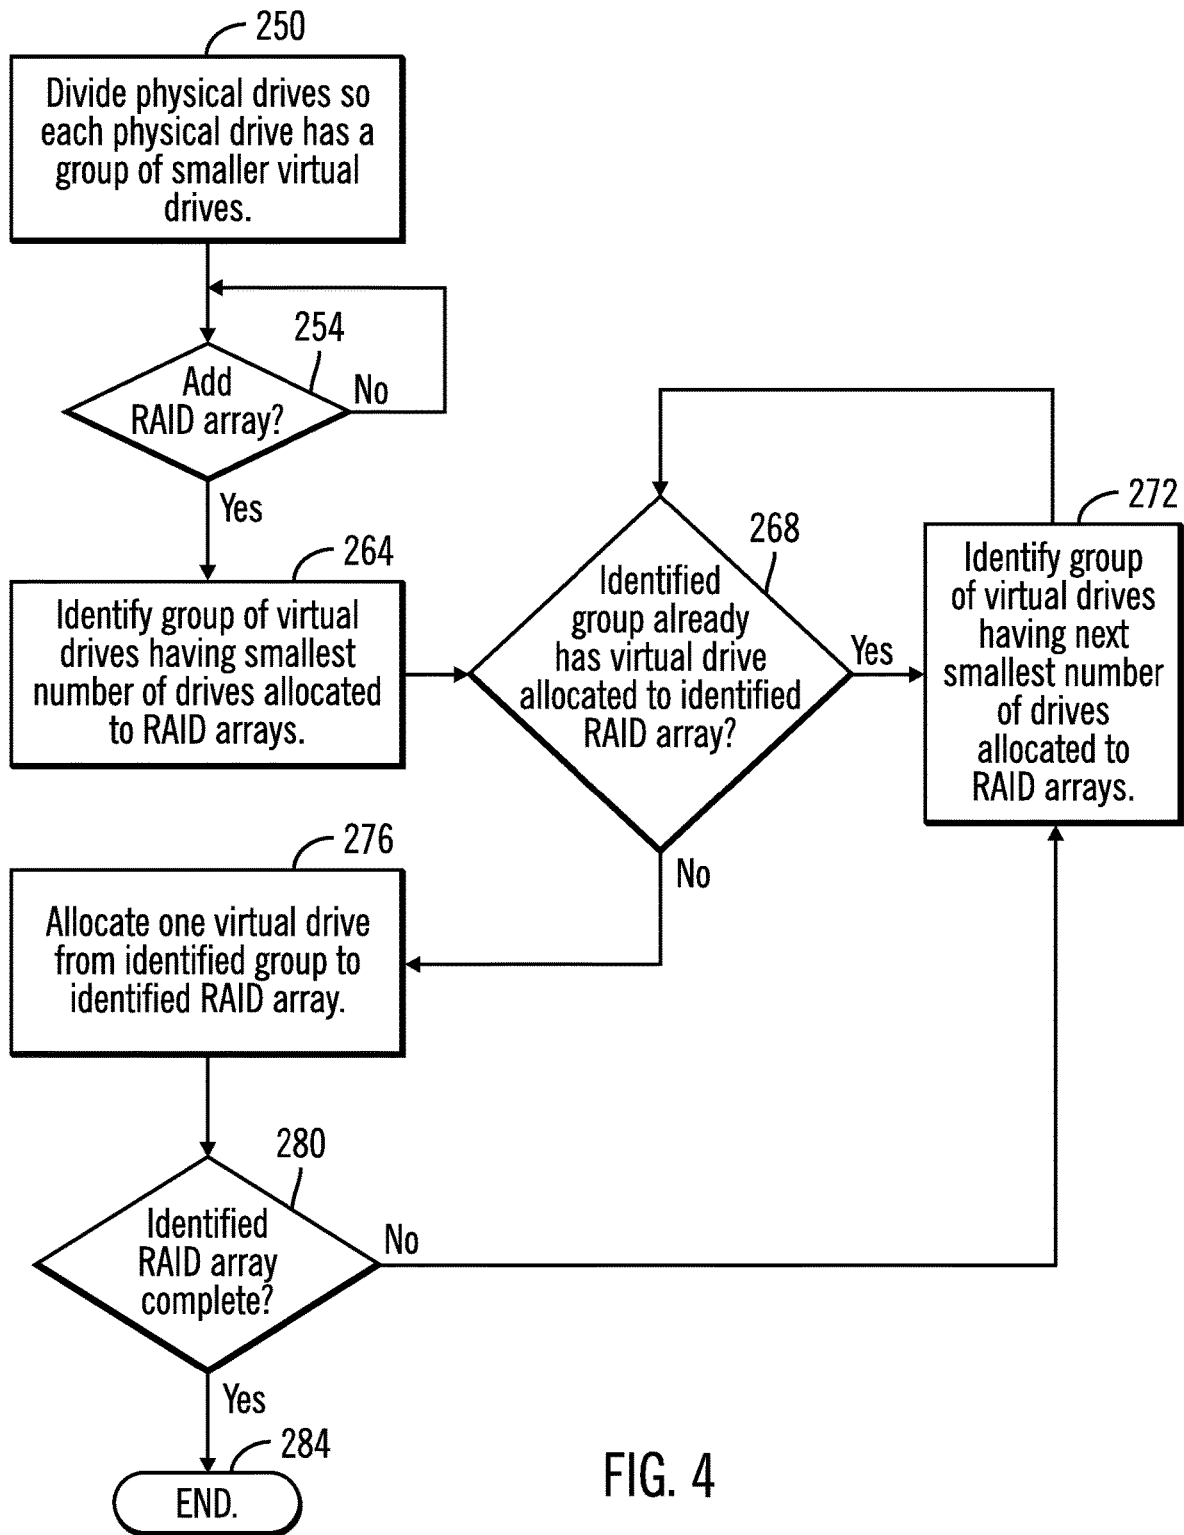 250
Divide physical drives so
each physical drive has a
group of smaller virtual
drives.
254
Add
RAID array?
No
Yes
264
Identify group of virtual
drives having smallest
number of drives allocated
to RAID arrays.
268
Identified
group already
has virtual drive
allocated to identified
RAID array?
Yes
No
272
Identify group
of virtual drives
having next
smallest number
of drives
allocated to
RAID arrays.
276
Allocate one virtual drive
from identified group to
identified RAID array.
280
Identified
RAID array
complete?
No
Yes
284
END.
FIG. 4